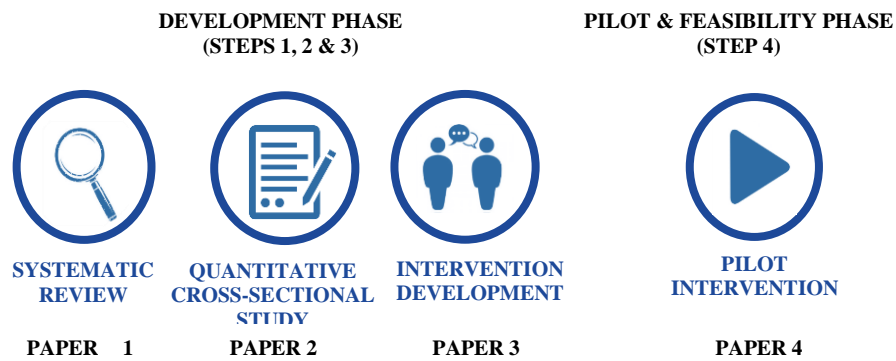 DEVELOPMENT PHASE
(STEPS 1, 2 & 3)
PILOT & FEASIBILITY PHASE
(STEP 4)
SYSTEMATIC
REVIEW
QUANTITATIVE
CROSS-SECTIONAL
STUDY
INTERVENTION
DEVELOPMENT
PILOT
INTERVENTION
PAPER 1
PAPER 2
PAPER 3
PAPER 4